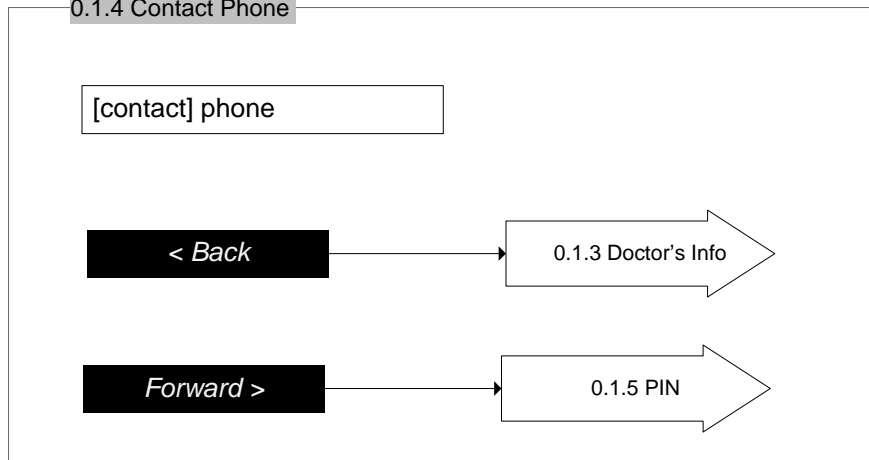 0.1.4 Contact Phone
[contact] phone
< Back
0.1.3 Doctor’s Info
Forward >
0.1.5 PIN